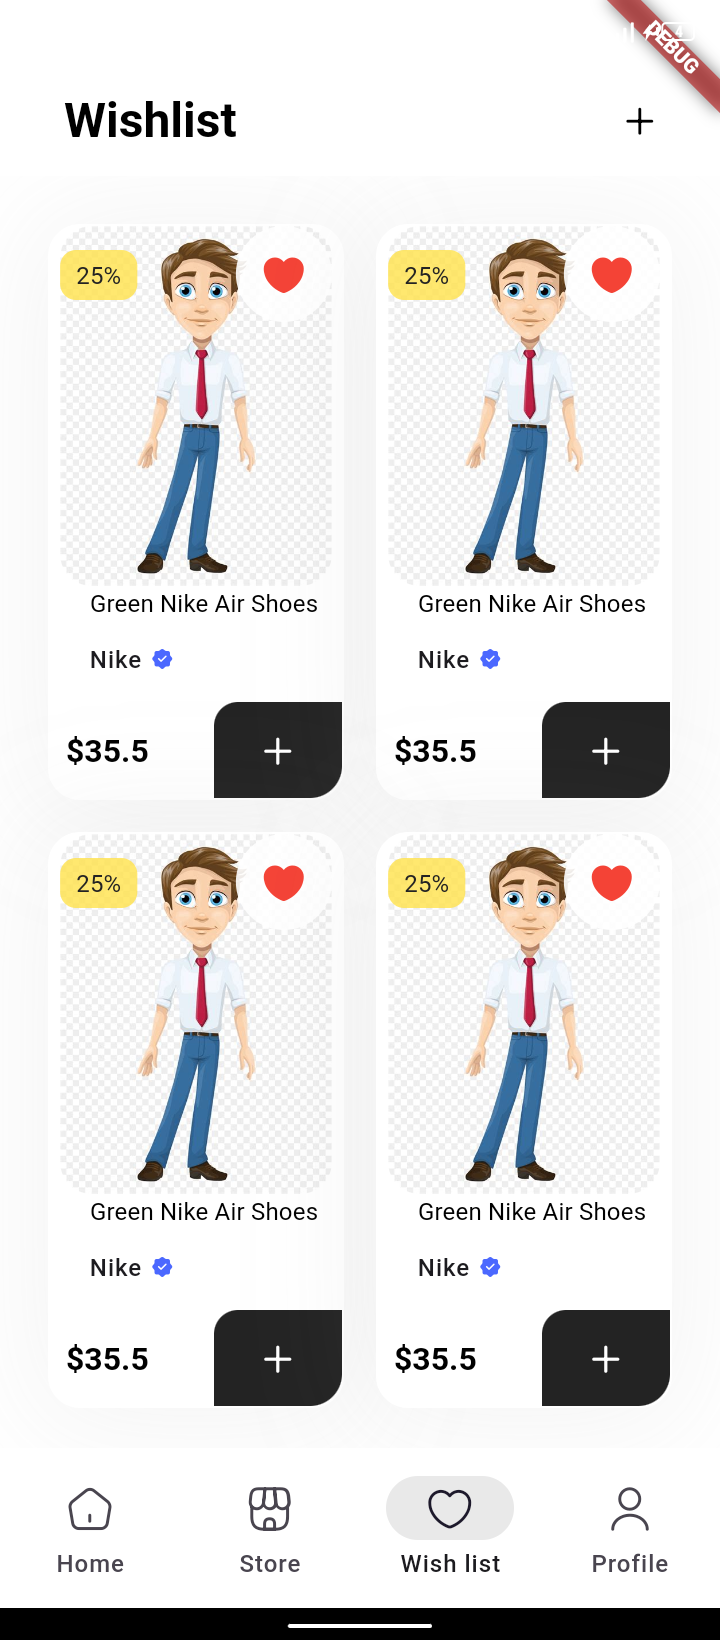 4
DEBUG
Wishlist
25%
25%
Green Nike Air Shoes
Green Nike Air Shoes
Nike
Nike
$35.5
$35.5
25%
25%
Green Nike Air Shoes
Green Nike Air Shoes
Nike
Nike
$35.5
$35.5
Home
Store
Wish list
Profile